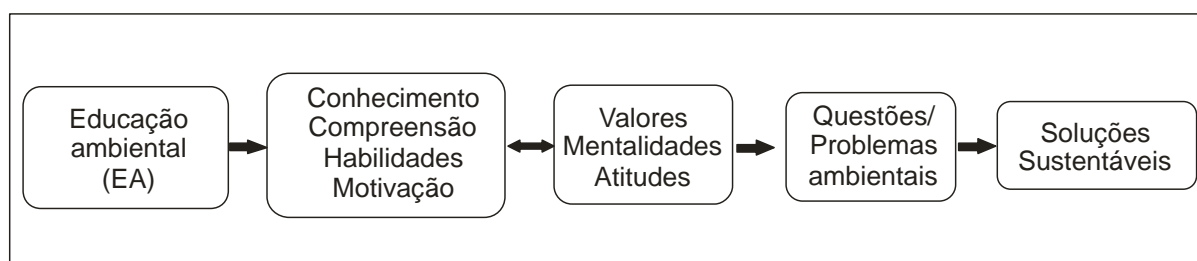 Educação
ambiental
(EA)
Conhecimento
Compreensão
Habilidades
Motivação
Valores
Mentalidades
Atitudes
Questões/
Problemas
ambientais
Soluções
Sustentáveis